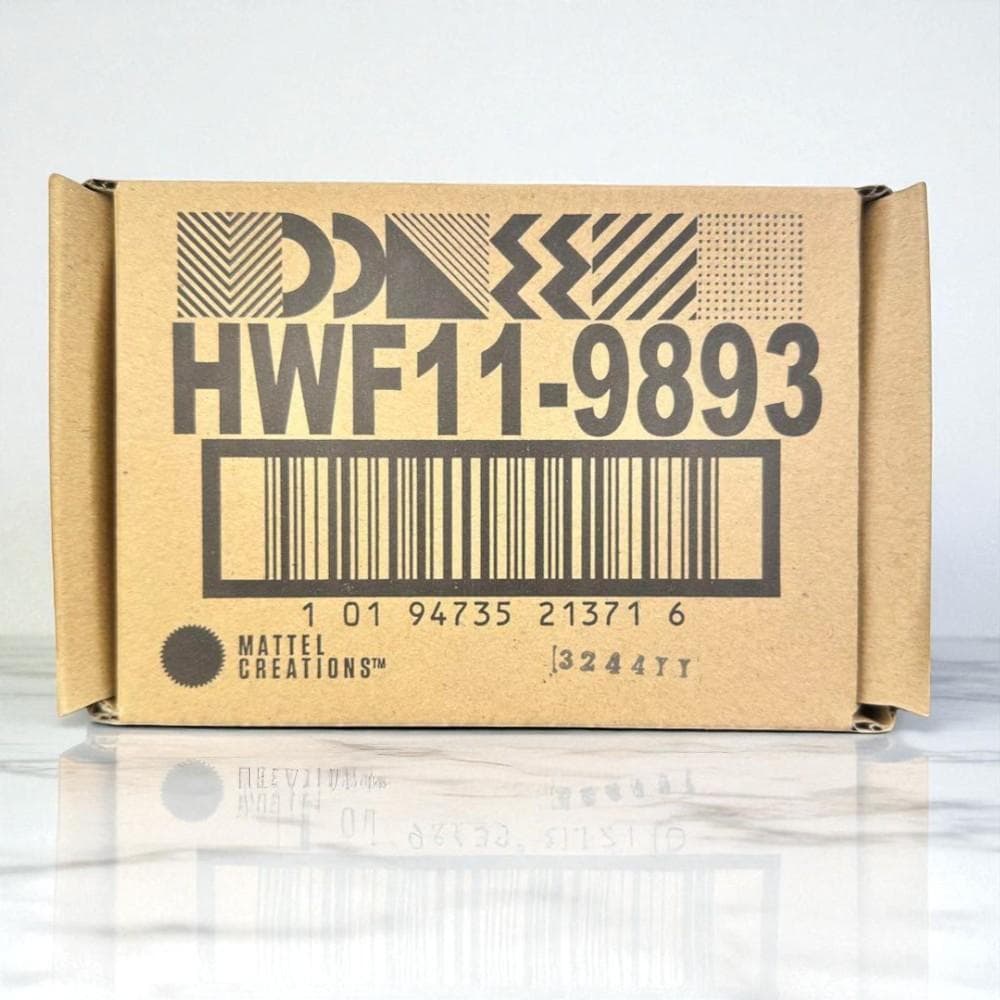 HWF11-9893
1 01 94735 21371 6
MATTEL
CREATIONS™
[3244YY